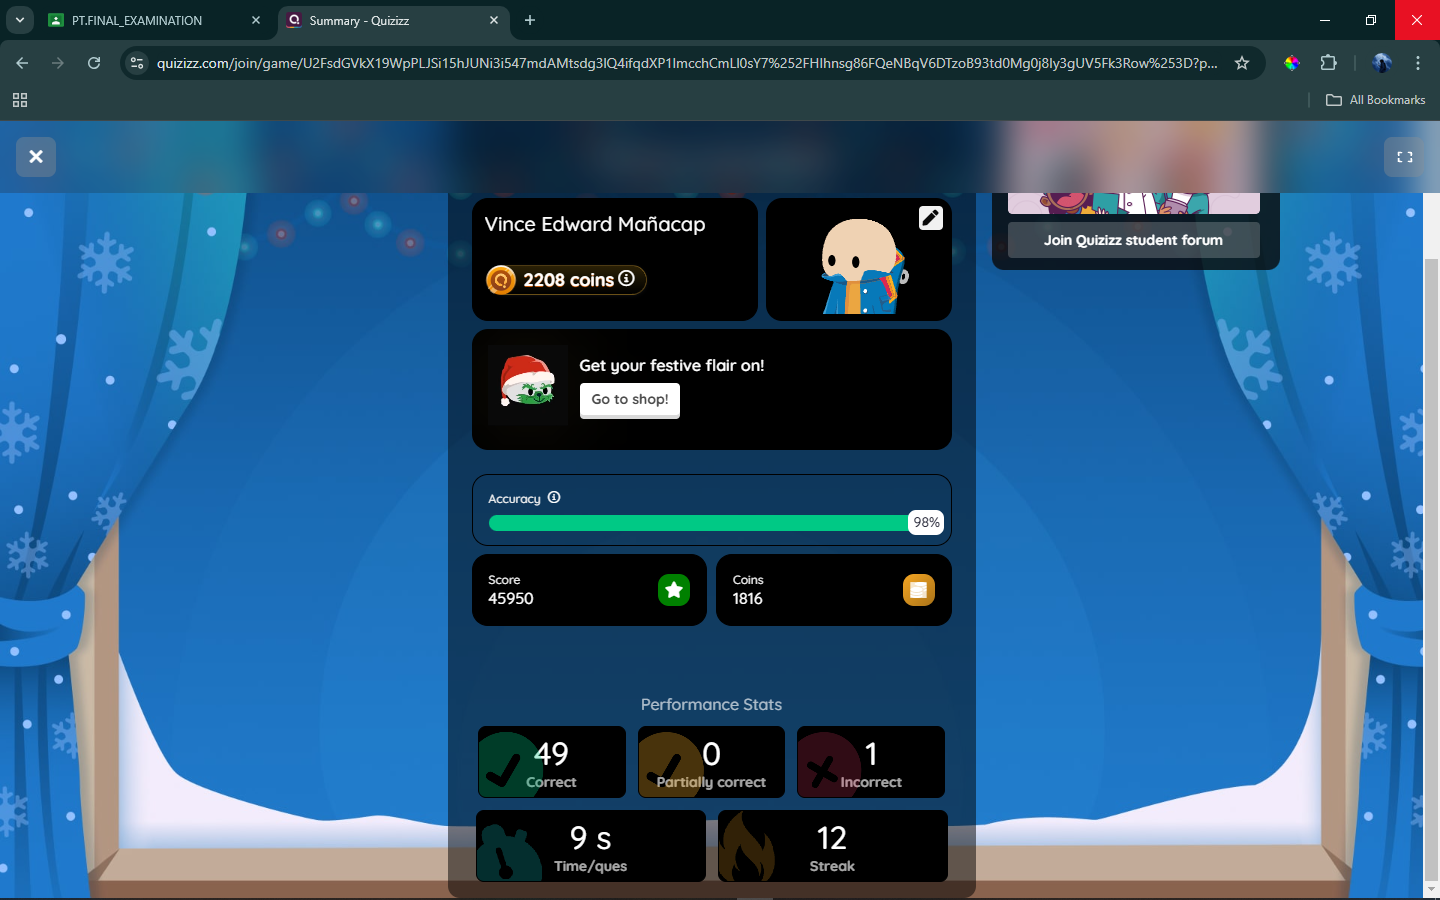 PT.FINAL_EXAMINATION
Summary - Quizizz
quizizz.com/join/game/U2FsdGVkX19WpPLJSi15hJUNi3i547mdAMtsdg3IQ4ifqdXP1ImcchCmLI0sY7%252FHIhnsg86FQeNBqV6DTzoB93td0Mg0j8Iy3gUV5Fk3Row%253D?p...
All Bookmarks
Vince Edward Mañacap
2208 coins
Join Quizizz student forum
Get your festive flair on!
Go to shop!
Accuracy
98%
Score
45950
Coins
1816
Performance Stats
49
Correct
0
Partially correct
1
Incorrect
9 s
Time/ques
12
Streak